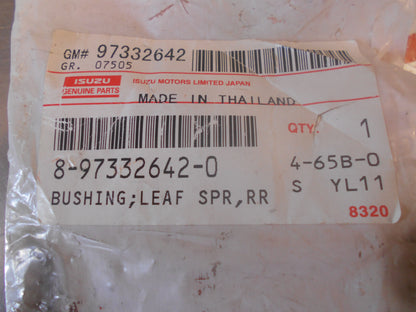 GM# 97332642
GR. 07505
ISUZU
GENUINE PARTS
ISUZU MOTORS LIMITED JAPAN
MADE IN THAILAND
QTY. 1
8-97332642-0
4-65B-0
BUSHING;LEAF SPR,RR
S YL11
8320